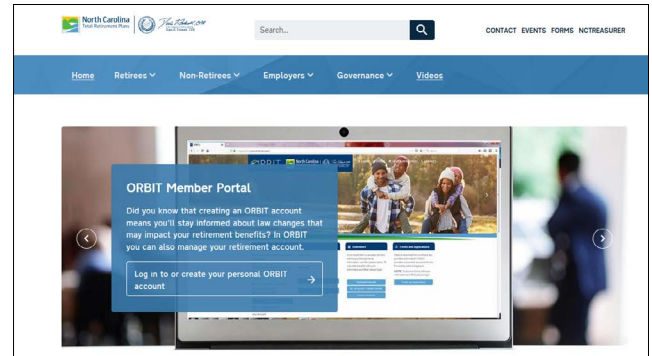 North Carolina
Total Retirement Plans
Search...
CONTACT EVENTS FORMS NCTREASURER
Home Retirees Non-Retirees Employers Governance Videos
ORBIT North Carolina
ORBIT Member Portal
Did you know that creating an ORBIT account
means you'll stay informed about law changes that
may impact your retirement benefits? In ORBIT
you can also manage your retirement account.
Log in to or create your personal ORBIT
account